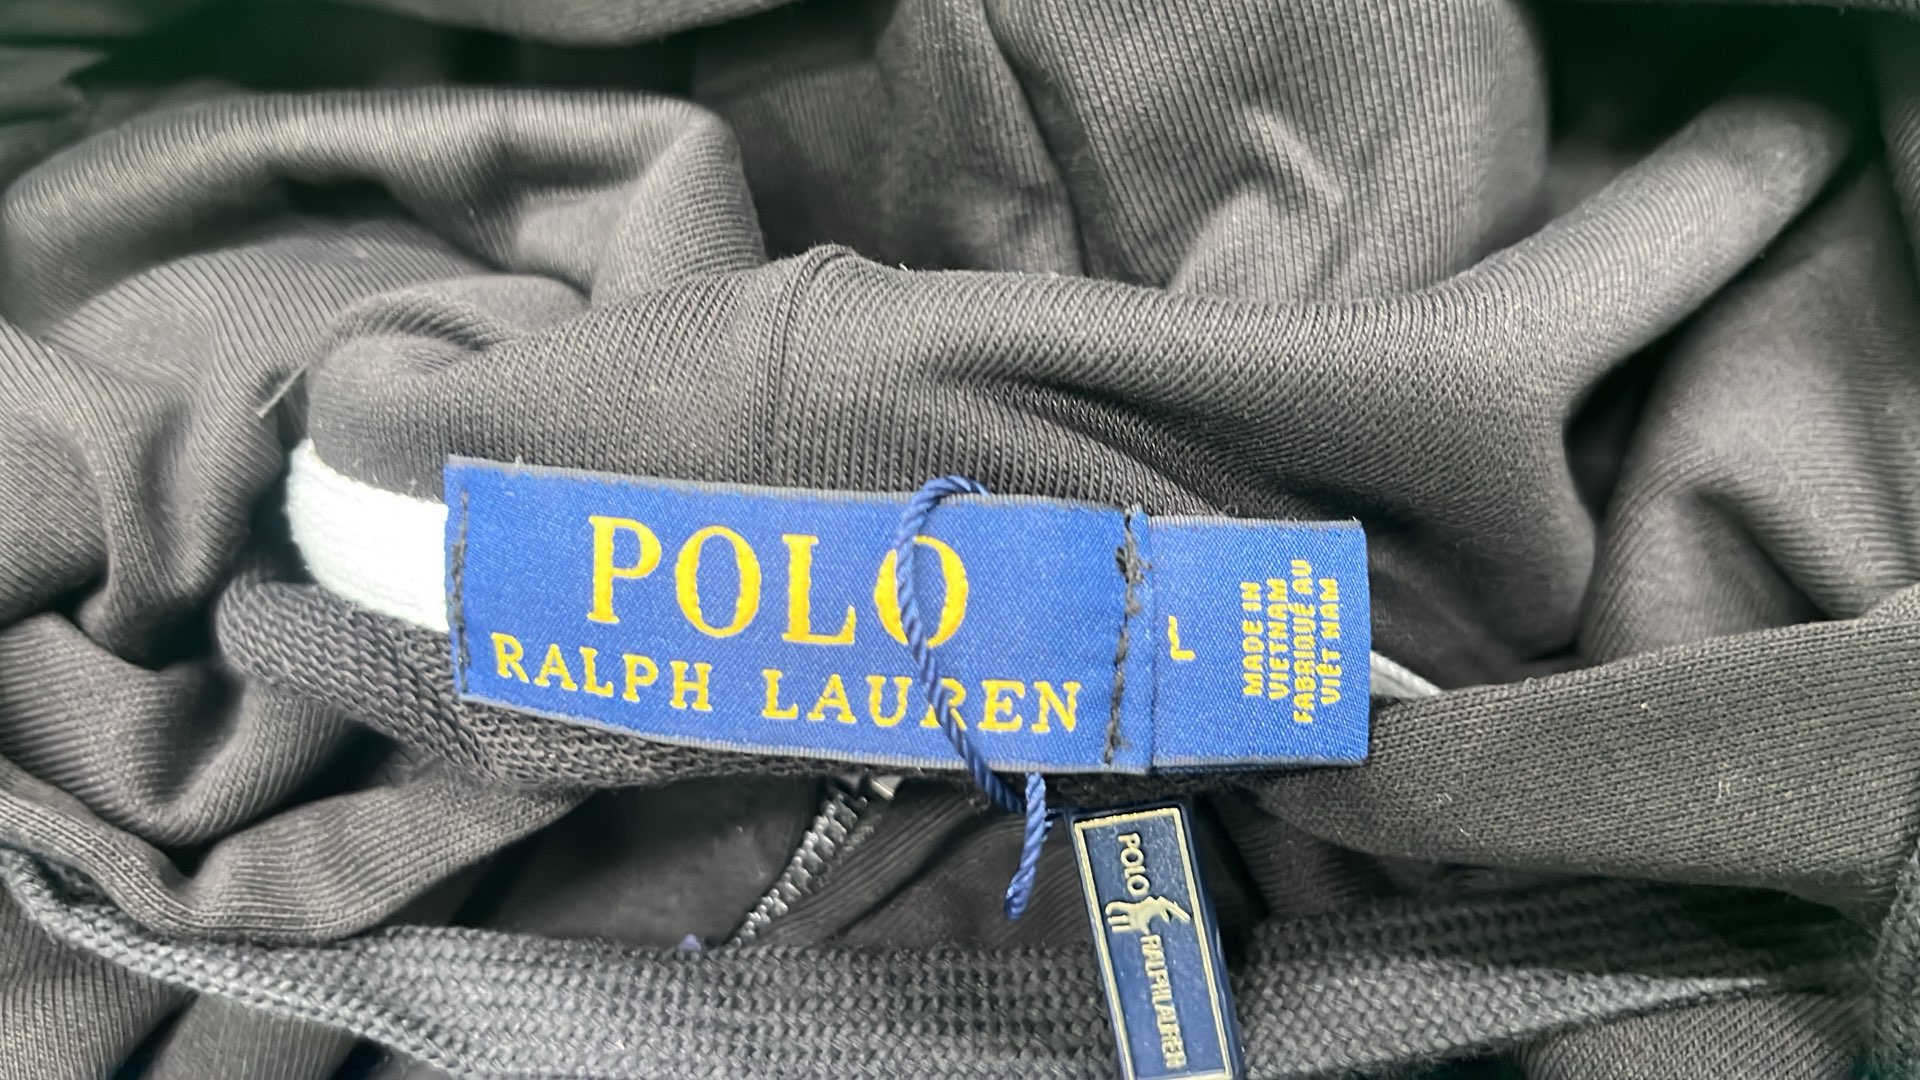 POLO
RALPH LAUREN
L
MADE IN
VIETNAM
FABRIQUÉ AU
VIÊT NAM
POLO
RALPH LAUREN